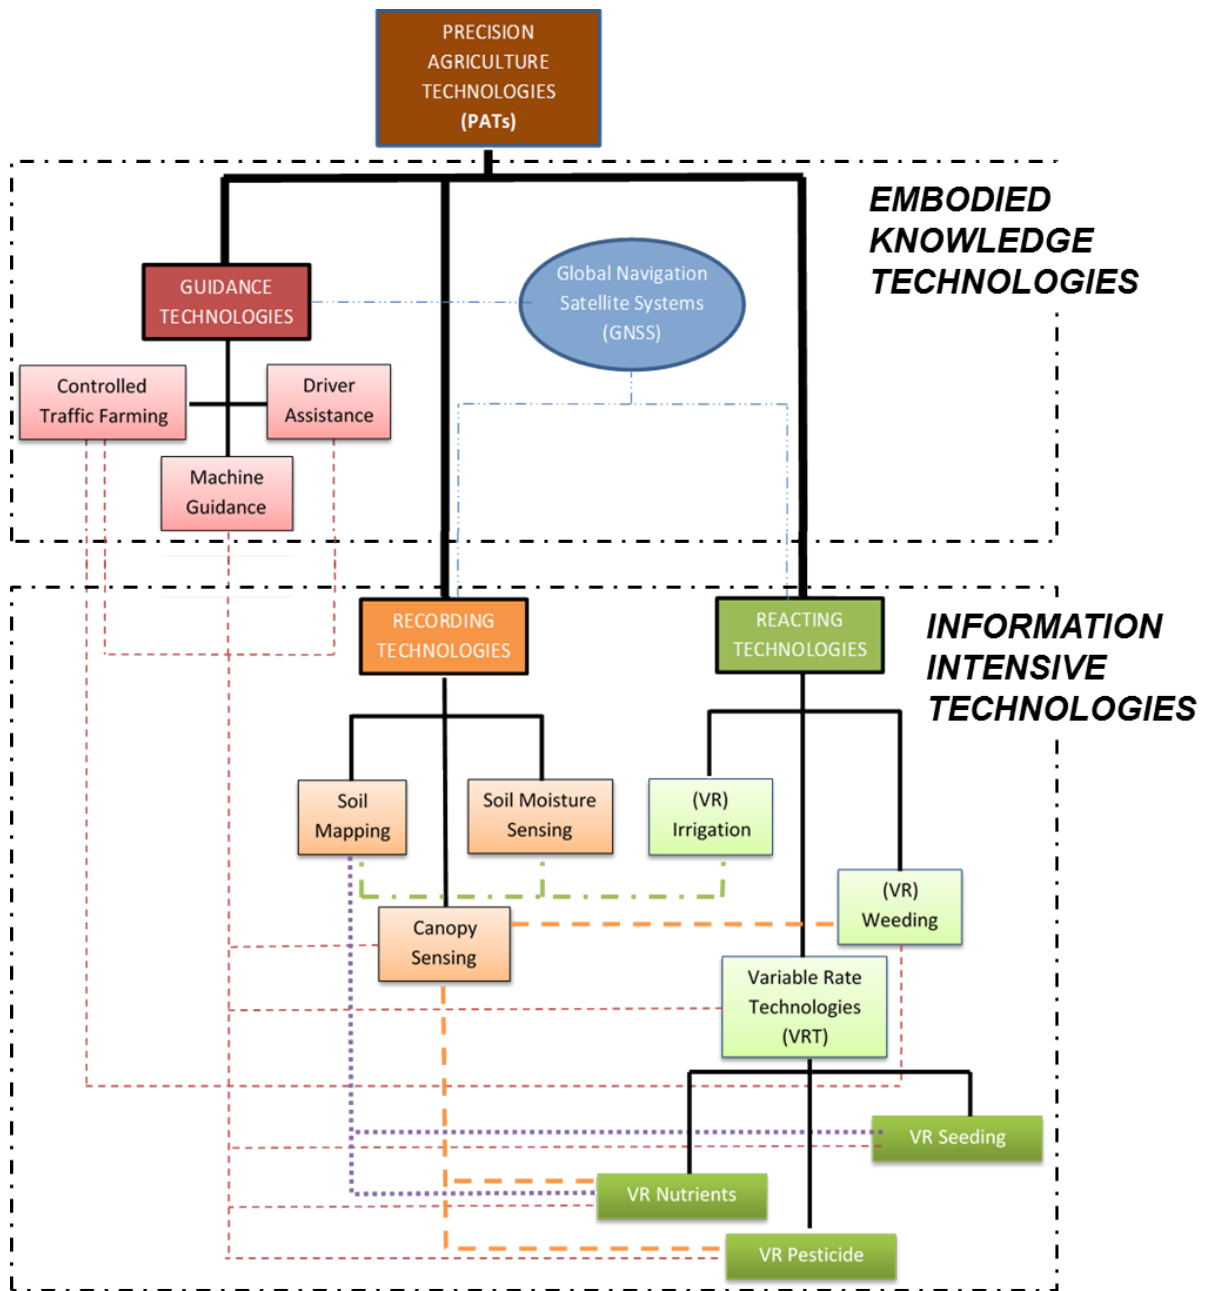 PRECISION
AGRICULTURE
TECHNOLOGIES
(PATs)
EMBODIED
KNOWLEDGE
TECHNOLOGIES
GUIDANCE
TECHNOLOGIES
Global Navigation
Satellite Systems
(GNSS)
Controlled
Traffic Farming
Driver
Assistance
Machine
Guidance
RECORDING
TECHNOLOGIES
REACTING
TECHNOLOGIES
INFORMATION
INTENSIVE
TECHNOLOGIES
Soil
Mapping
Soil Moisture
Sensing
(VR)
Irrigation
(VR)
Weeding
Canopy
Sensing
Variable Rate
Technologies
(VRT)
VR Seeding
VR Nutrients
VR Pesticide